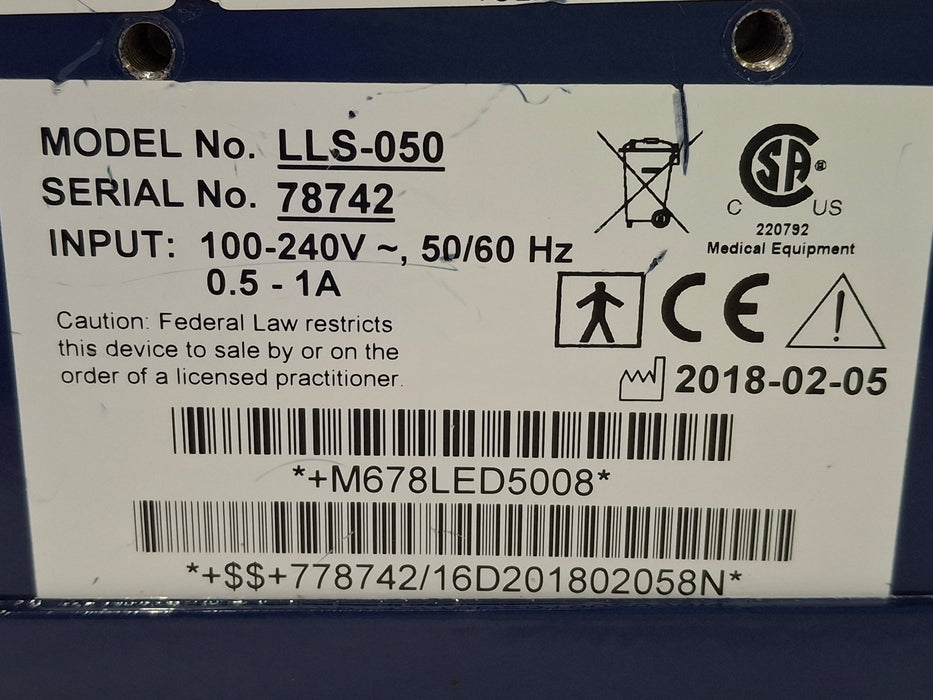 MODEL No. LLS-050
SERIAL No. 78742
INPUT: 100-240V ~, 50/60 Hz
0.5 - 1A
Caution: Federal Law restricts
this device to sale by or on the
order of a licensed practitioner.
CSA®
C US
220792
Medical Equipment
CE
2018-02-05
*+M678LED5008*
*+$$+778742/16D201802058N*